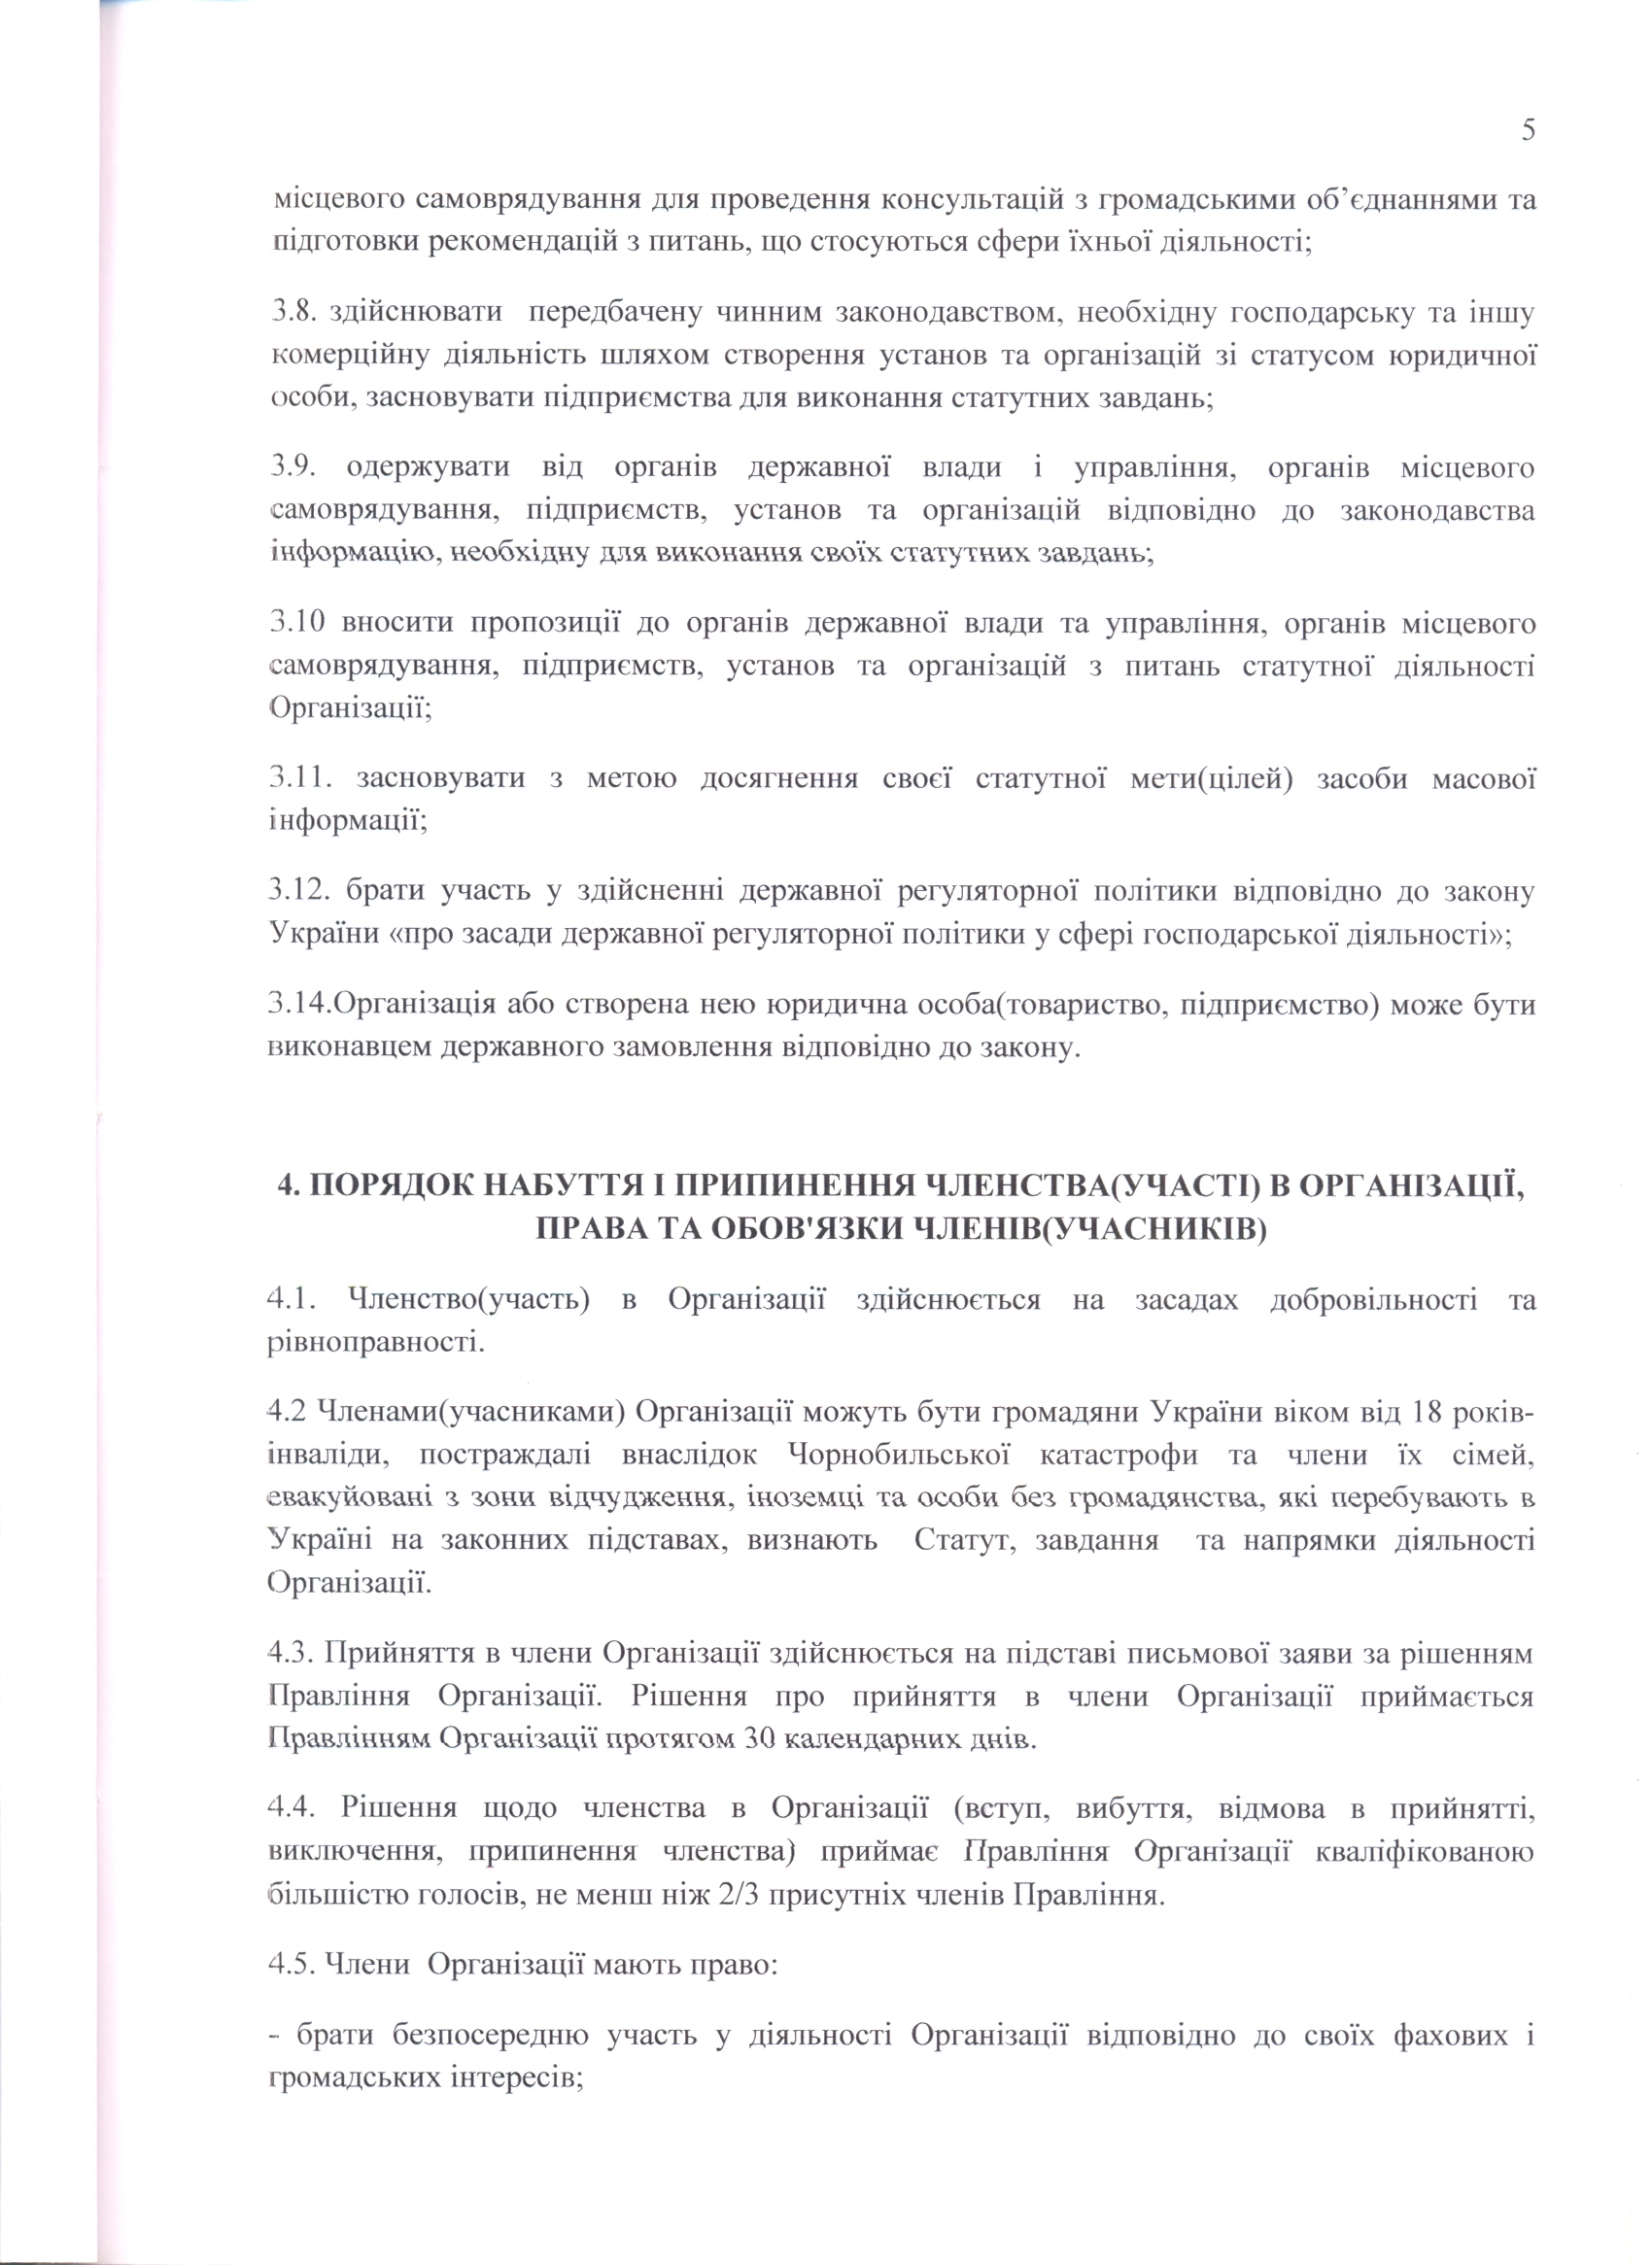 5
місцевого самоврядування для проведення консультацій з громадськими об’єднаннями та
підготовки рекомендацій з питань, що стосуються сфери їхньої діяльності;
3.8. здійснювати передбачену чинним законодавством, необхідну господарську та іншу
комерційну діяльність шляхом створення установ та організацій зі статусом юридичної
особи, засновувати підприємства для виконання статутних завдань;
3.9. одержувати від органів державної влади і управління, органів місцевого
самоврядування, підприємств, установ та організацій відповідно до законодавства
інформацію, необхідну для виконання своїх статутних завдань;
3.10 вносити пропозиції до органів державної влади та управління, органів місцевого
самоврядування, підприємств, установ та організацій з питань статутної діяльності
Організації;
3.11. засновувати з метою досягнення своєї статутної мети(цілей) засоби масової
інформації;
3.12. брати участь у здійсненні державної регуляторної політики відповідно до закону
України «про засади державної регуляторної політики у сфері господарської діяльності»;
3.14.Організація або створена нею юридична особа(товариство, підприємство) може бути
виконавцем державного замовлення відповідно до закону.
4. ПОРЯДОК НАБУТТЯ І ПРИПИНЕННЯ ЧЛЕНСТВА(УЧАСТІ) В ОРГАНІЗАЦІЇ,
ПРАВА ТА ОБОВ'ЯЗКИ ЧЛЕНІВ(УЧАСНИКІВ)
4.1. Членство(участь) в Організації здійснюється на засадах добровільності та
рівноправності.
4.2 Членами(учасниками) Організації можуть бути громадяни України віком від 18 років-
інваліди, постраждалі внаслідок Чорнобильської катастрофи та члени їх сімей,
евакуйовані з зони відчудження, іноземці та особи без громадянства, які перебувають в
Україні на законних підставах, визнають Статут, завдання та напрямки діяльності
Організації.
4.3. Прийняття в члени Організації здійснюється на підставі письмової заяви за рішенням
Правління Організації. Рішення про прийняття в члени Організації приймається
Правлінням Організації протягом 30 календарних днів.
4.4. Рішення щодо членства в Організації (вступ, вибуття, відмова в прийнятті,
виключення, припинення членства) приймає Правління Організації кваліфікованою
більшістю голосів, не менш ніж 2/3 присутніх членів Правління.
4.5. Члени Організації мають право:
- брати безпосередню участь у діяльності Організації відповідно до своїх фахових і
громадських інтересів;